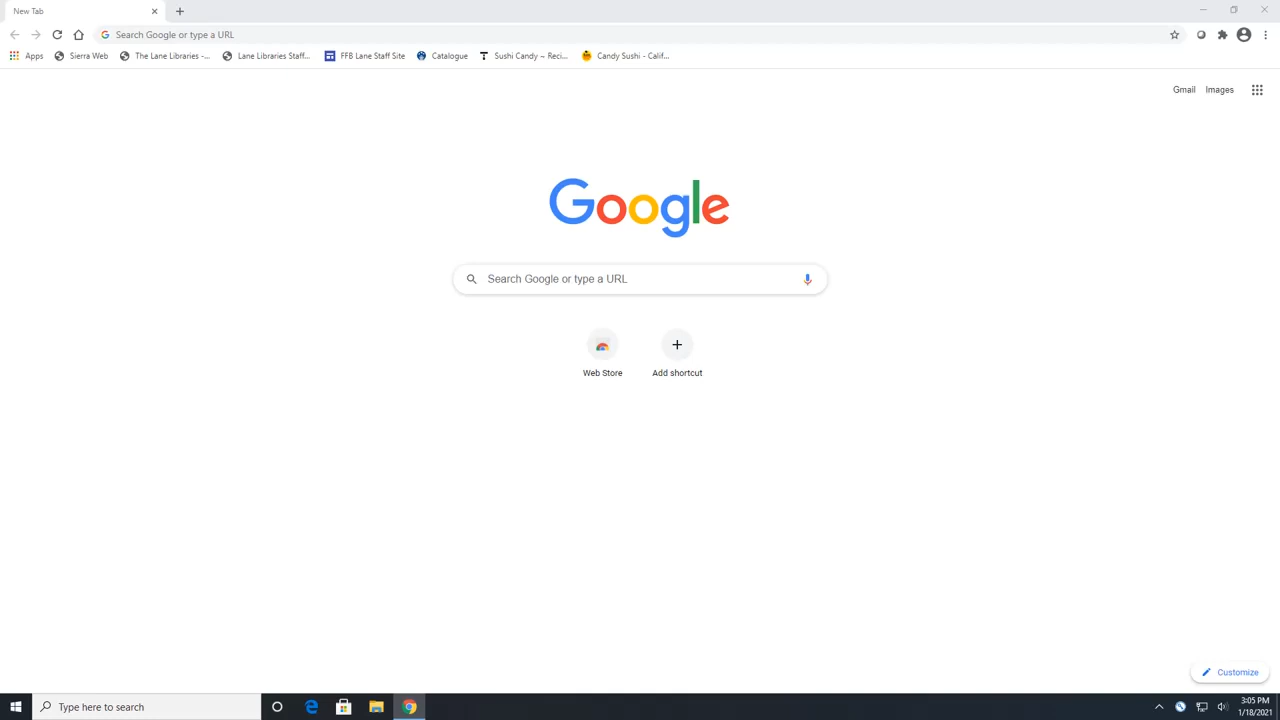 New Tab
Search Google or type a URL
Apps Sierra Web The Lane Libraries -... Lane Libraries Staff... FFB Lane Staff Site Catalogue Sushi Candy ~ Reci... Candy Sushi - Calif...
Gmail Images
Google
Search Google or type a URL
Web Store Add shortcut
Customize
Type here to search
3:05 PM
1/18/2021